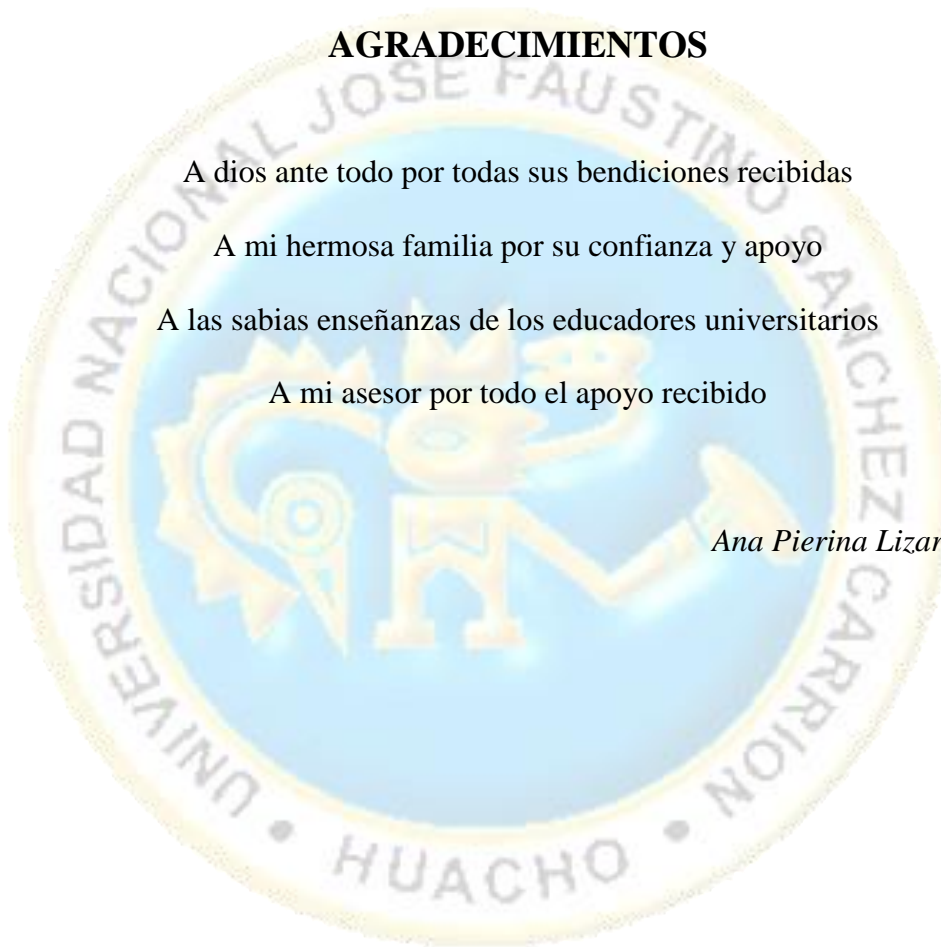 AGRADECIMIENTOS
A dios ante todo por todas sus bendiciones recibidas
A mi hermosa familia por su confianza y apoyo
A las sabias enseñanzas de los educadores universitarios
A mi asesor por todo el apoyo recibido
Ana Pierina
UNIVERSIDAD NACIONAL JOSE FAUSTINO SANCHEZ CARRION • HUACHO •